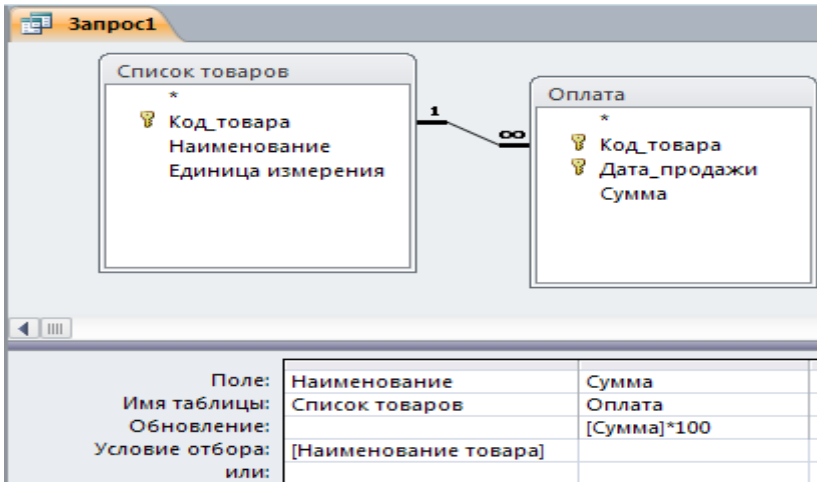 Запрос1
Список товаров
*
Код_товара
Наименование
Единица измерения
1
∞
Оплата
*
Код_товара
Дата_продажи
Сумма
Поле: Наименование Сумма
Имя таблицы: Список товаров Оплата
Обновление: [Сумма]*100
Условие отбора: [Наименование товара]
или: